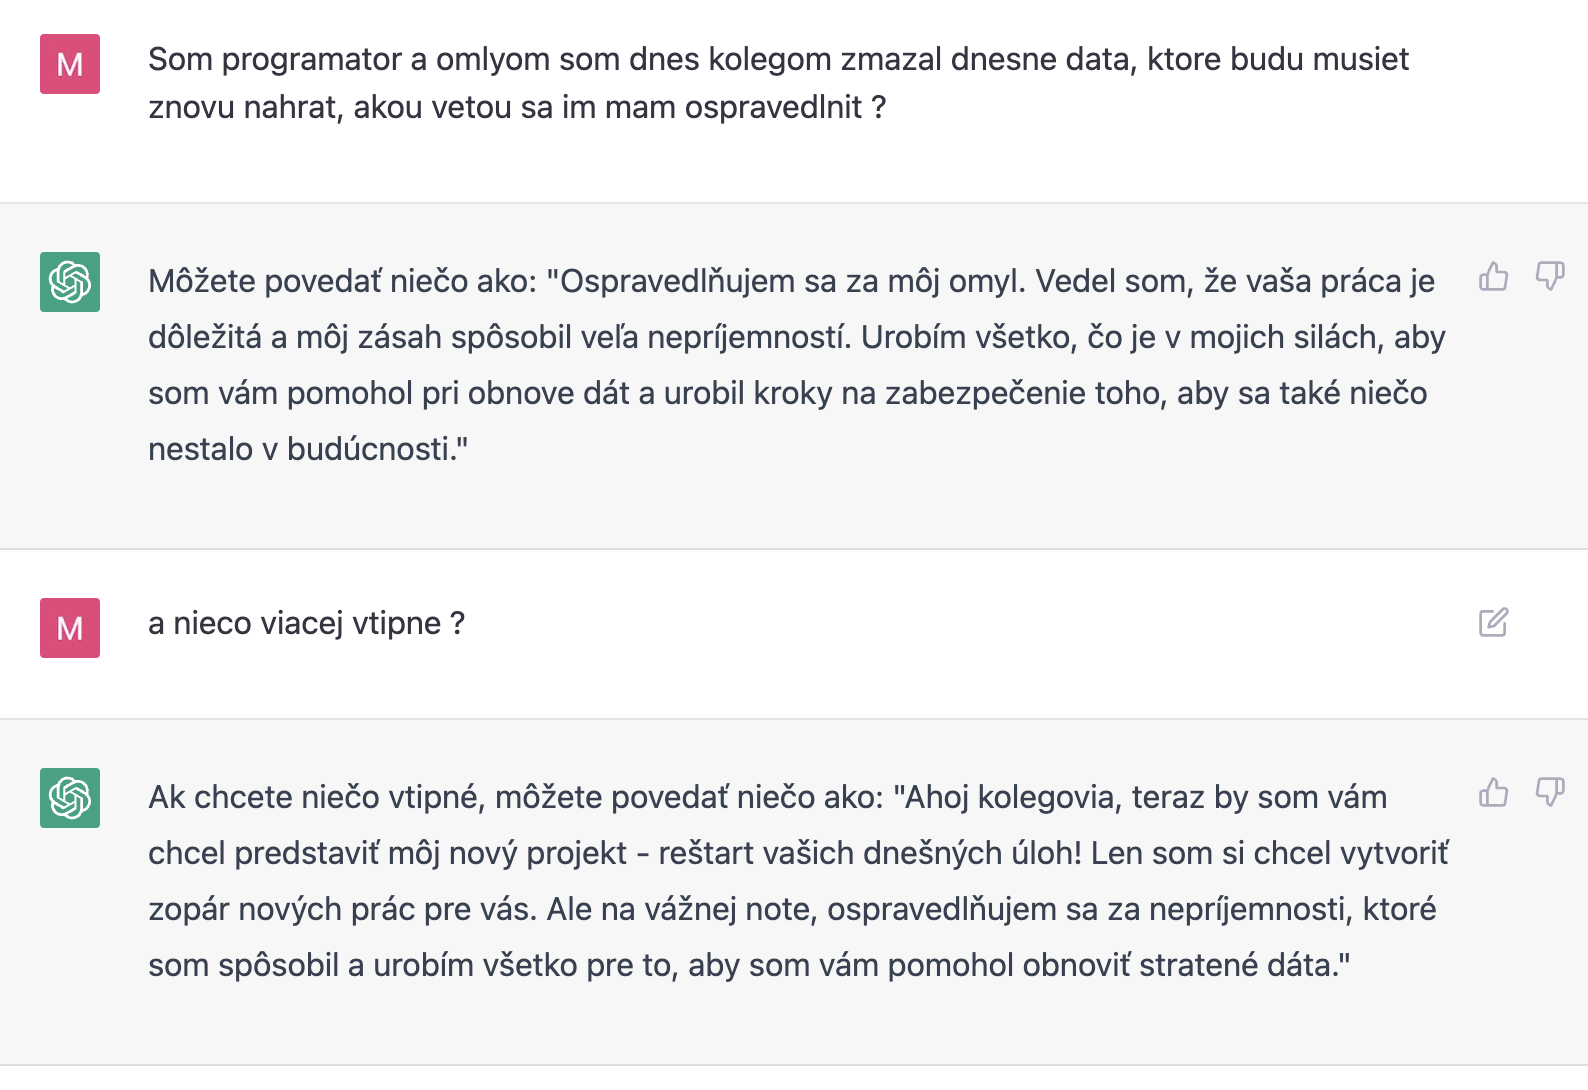 M
Som programator a omlyom som dnes kolegom zmazal dnesne data, ktore budu musiet
znovu nahrat, akou vetou sa im mam ospravedlnit ?
Môžete povedať niečo ako: "Ospravedlňujem sa za môj omyl. Vedel som, že vaša práca je
dôležitá a môj zásah spôsobil veľa nepríjemností. Urobím všetko, čo je v mojich silách, aby
som vám pomohol pri obnove dát a urobil kroky na zabezpečenie toho, aby sa také niečo
nestalo v budúcnosti."
M
a nieco viacej vtipne ?
Ak chcete niečo vtipné, môžete povedať niečo ako: "Ahoj kolegovia, teraz by som vám
chcel predstaviť môj nový projekt - reštart vašich dnešných úloh! Len som si chcel vytvoriť
zopár nových prác pre vás. Ale na vážnej note, ospravedlňujem sa za nepríjemnosti, ktoré
som spôsobil a urobím všetko pre to, aby som vám pomohol obnoviť stratené dáta."